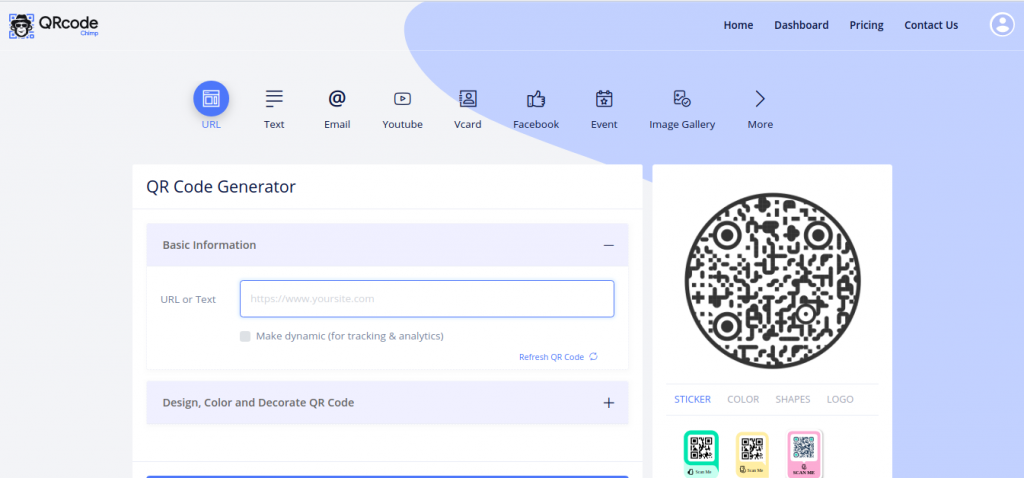 QRcode
Chimp
Home Dashboard Pricing Contact Us
URL Text Email Youtube Vcard Facebook Event Image Gallery More
QR Code Generator
Basic Information
URL or Text https://www.yoursite.com
Make dynamic (for tracking & analytics)
Refresh QR Code
Design, Color and Decorate QR Code
STICKER COLOR SHAPES LOGO
Scan Me Scan Me SCAN ME